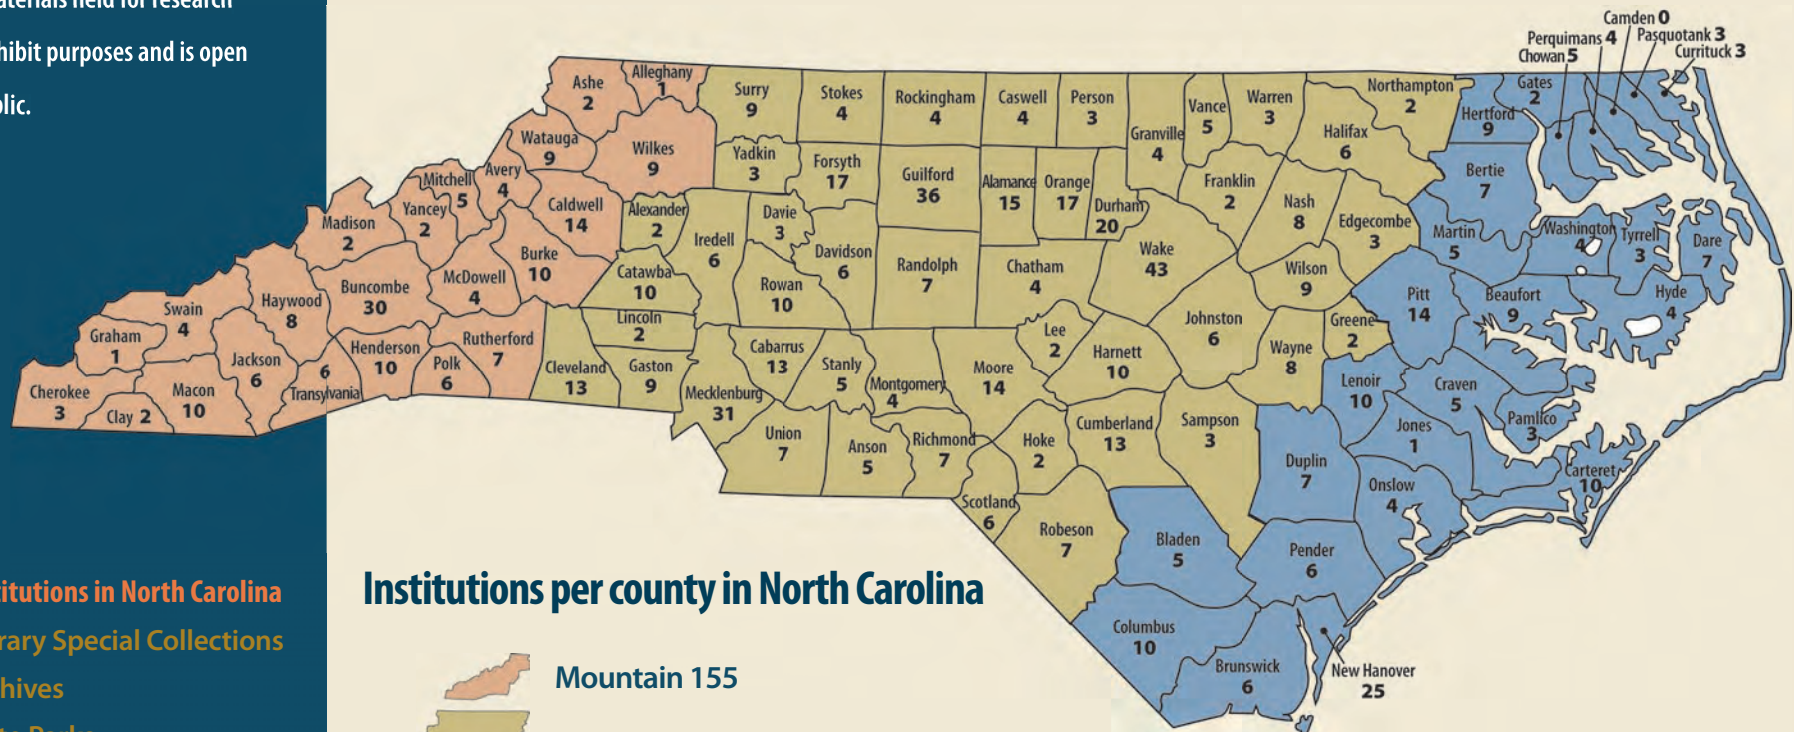 hibit purposes and is open
Camden 0
Perquimans 4
Pasquotank 3
Chowan 5
Currituck 3
Ashe
2
Alleghany
1
Surry
9
Stokes
4
Rockingham
4
Caswell
4
Person
3
Granville
4
Vance
5
Warren
3
Northampton
2
Halifax
6
Hertford
9
Gates
2
Watauga
9
Wilkes
9
Yadkin
3
Forsyth
17
Guilford
36
Alamance
15
Orange
17
Durham
20
Franklin
2
Nash
8
Edgecombe
3
Bertie
7
Martin
5
Washington
4
Tyrrell
3
Dare
7
Mitchell
5
Avery
4
Caldwell
14
Alexander
2
Iredell
6
Davie
3
Davidson
6
Randolph
7
Chatham
4
Wake
43
Wilson
9
Pitt
14
Beaufort
9
Hyde
4
Madison
2
Yancey
2
Burke
10
Catawba
10
Rowan
10
Buncombe
30
McDowell
4
Swain
4
Haywood
8
Graham
1
Jackson
6
6
Transylvania
Henderson
10
Polk
6
Rutherford
7
Cleveland
13
Lincoln
2
Gaston
9
Mecklenburg
31
Cabarrus
13
Stanly
5
Montgomery
4
Moore
14
Lee
2
Harnett
10
Johnston
6
Wayne
8
Greene
2
Lenoir
10
Craven
5
Pamlico
3
Cherokee
3
Clay 2
Macon
10
Union
7
Anson
5
Richmond
7
Hoke
2
Cumberland
13
Sampson
3
Duplin
7
Jones
1
Onslow
4
Carteret
10
Scotland
6
Robeson
7
Bladen
5
Pender
6
Columbus
10
Brunswick
6
New Hanover
25
Institutions per county in North Carolina
Mountain 155
titutions in North Carolina
rary Special Collections
hives